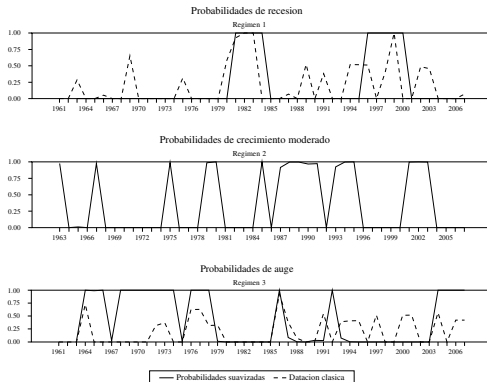 Probabilidades de recesion
Regimen 1
1.00
0.75
0.50
0.25
0.00
1961 1964 1967 1970 1973 1976 1979 1982 1985 1988 1991 1994 1997 2000 2003 2006
Probabilidades de crecimiento moderado
Regimen 2
1.00
0.75
0.50
0.25
0.00
1963 1966 1969 1972 1975 1978 1981 1984 1987 1990 1993 1996 1999 2002 2005
Probabilidades de auge
Regimen 3
1.00
0.75
0.50
0.25
0.00
1961 1964 1967 1970 1973 1976 1979 1982 1985 1988 1991 1994 1997 2000 2003 2006
Probabilidades suavizadas Datacion clasica